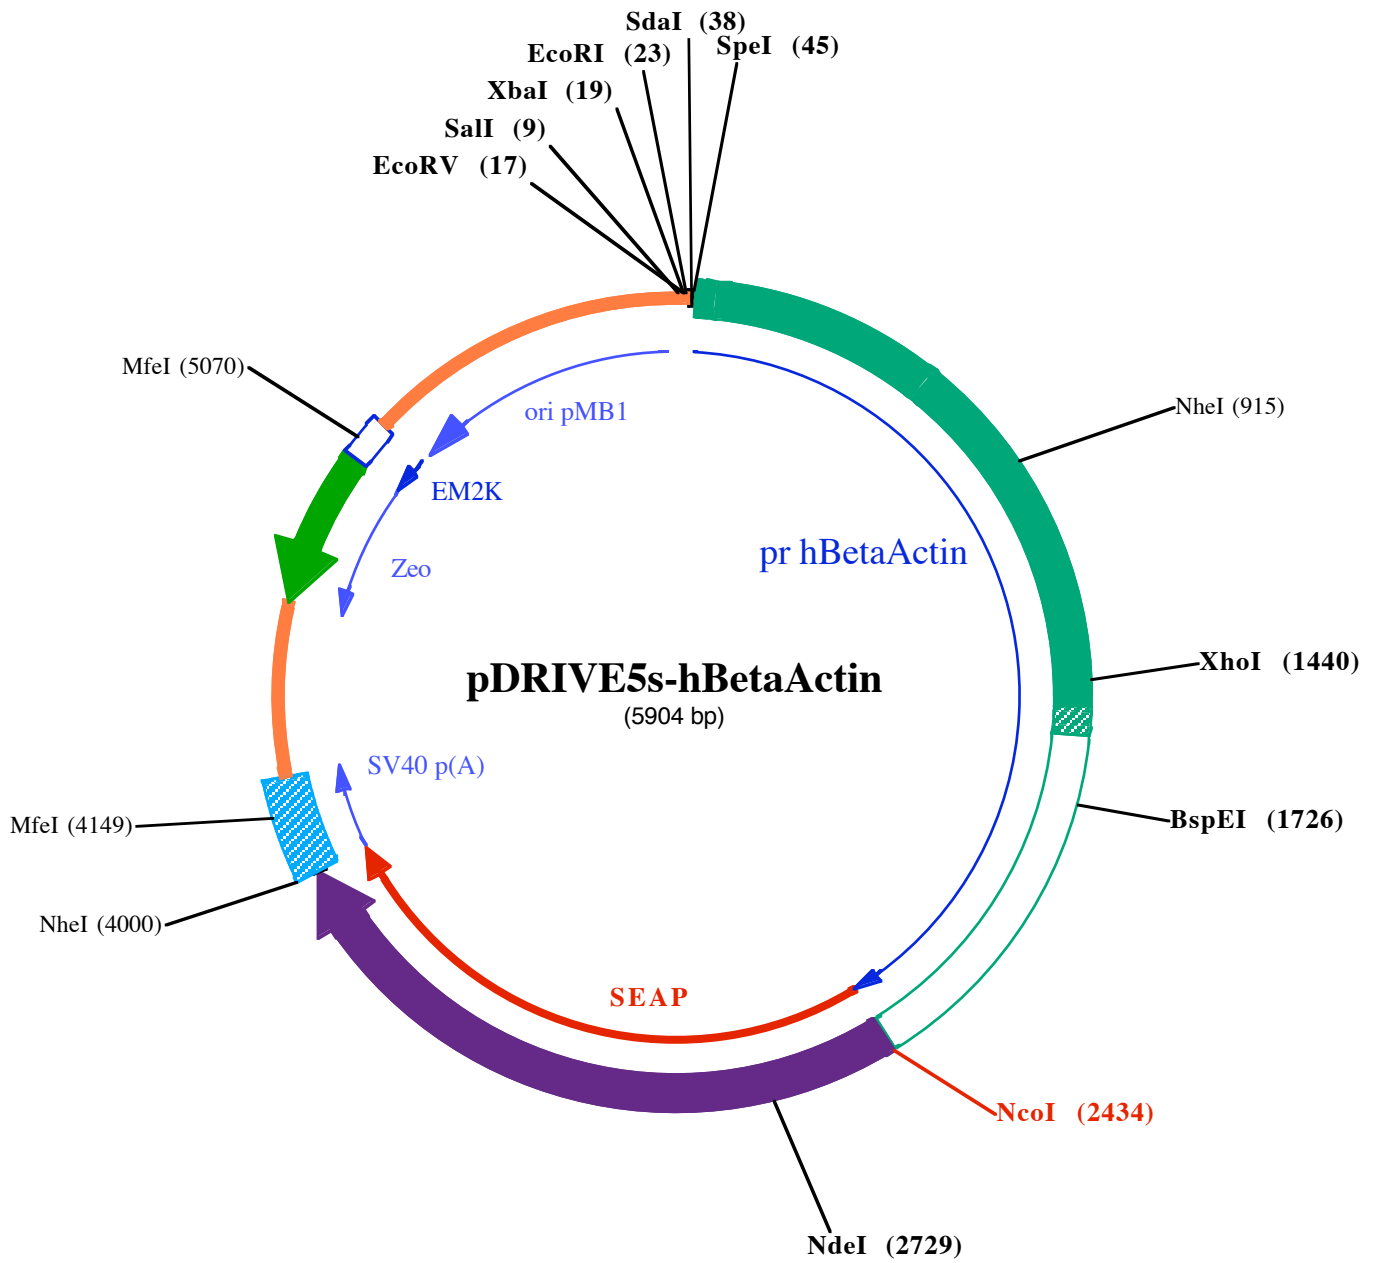 SdaI (38)
SpeI (45)
EcoRI (23)
XbaI (19)
SalI (9)
EcoRV (17)
MfeI (5070)
NheI (915)
ori pMB1
EM2K
pr hBetaActin
Zeo
XhoI (1440)
pDRIVE5s-hBetaActin
(5904 bp)
SV40 p(A)
MfeI (4149)
BspEI (1726)
NheI (4000)
SEAP
NcoI (2434)
NdeI (2729)